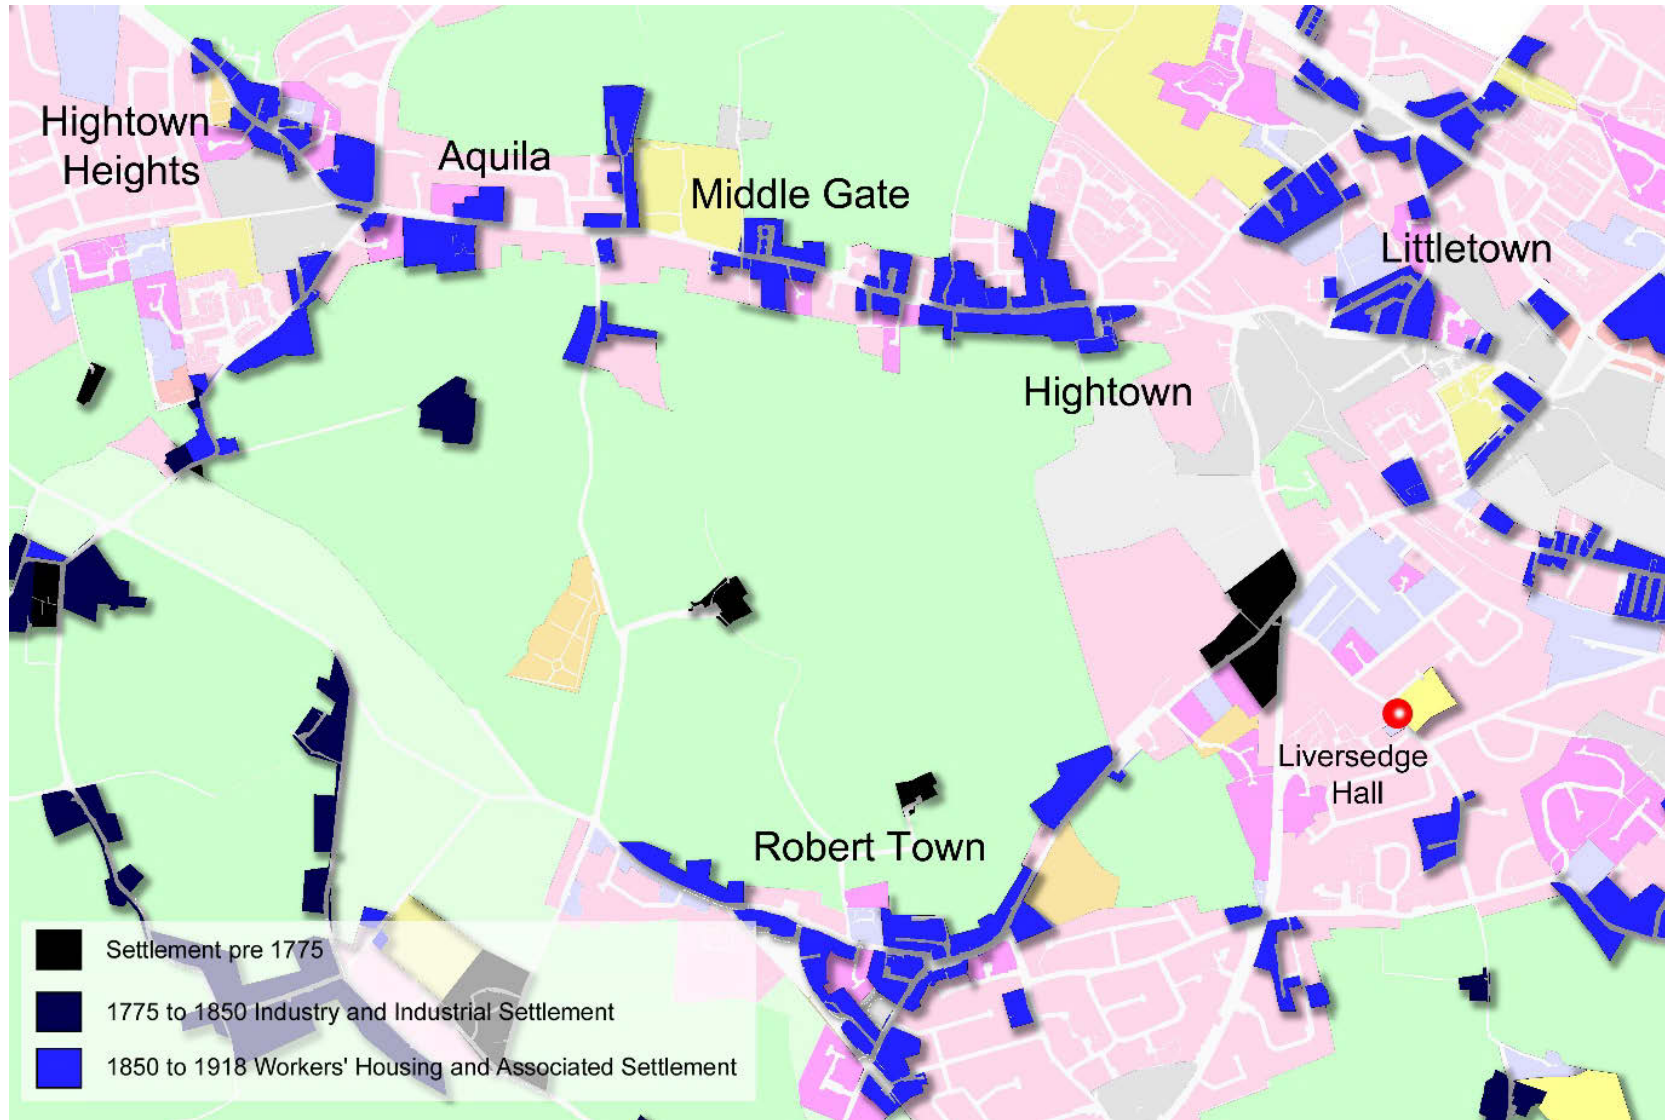 Hightown
Heights
Aquila
Middle Gate
Littletown
Hightown
Liversedge
Hall
Robert Town
Settlement pre 1775
1775 to 1850 Industry and Industrial Settlement
1850 to 1918 Workers' Housing and Associated Settlement